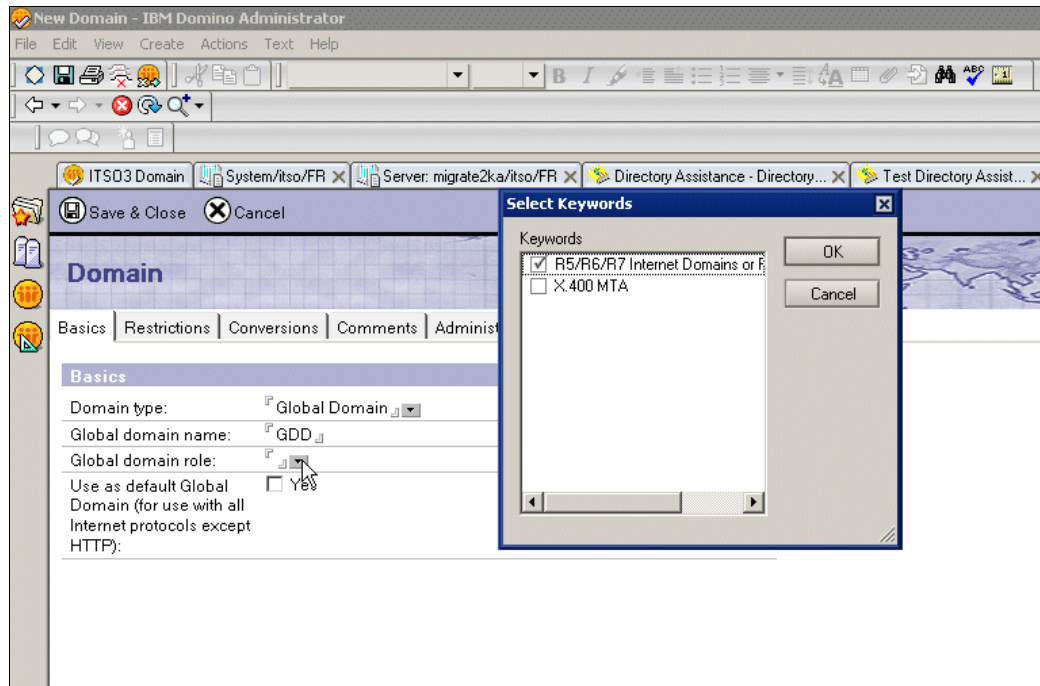 New Domain - IBM Domino Administrator
File Edit View Create Actions Text Help
ITSO3 Domain System/itso/FR Server: migrate2ka/itso/FR Directory Assistance - Directory... Test Directory Assist...
Save & Close Cancel
Select Keywords
Keywords
R5/R6/R7 Internet Domains or
X.400 MTA
OK
Cancel
Domain
Basics Restrictions Conversions Comments Administ
Basics
Domain type: Global Domain
Global domain name: GDD
Global domain role:
Use as default Global Yes
Domain (for use with all
Internet protocols except
HTTP):